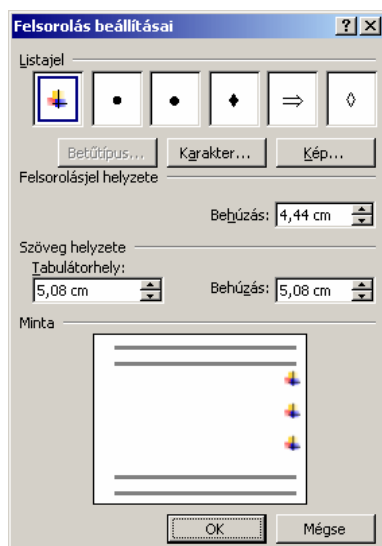 Felsorolás beállításai
Listajel
Betűtípus... Karakter... Kép...
Felsorolásjel helyzete
Behúzás: 4,44 cm
Szöveg helyzete
Tabulátorhely:
5,08 cm Behúzás: 5,08 cm
Minta
OK Mégse